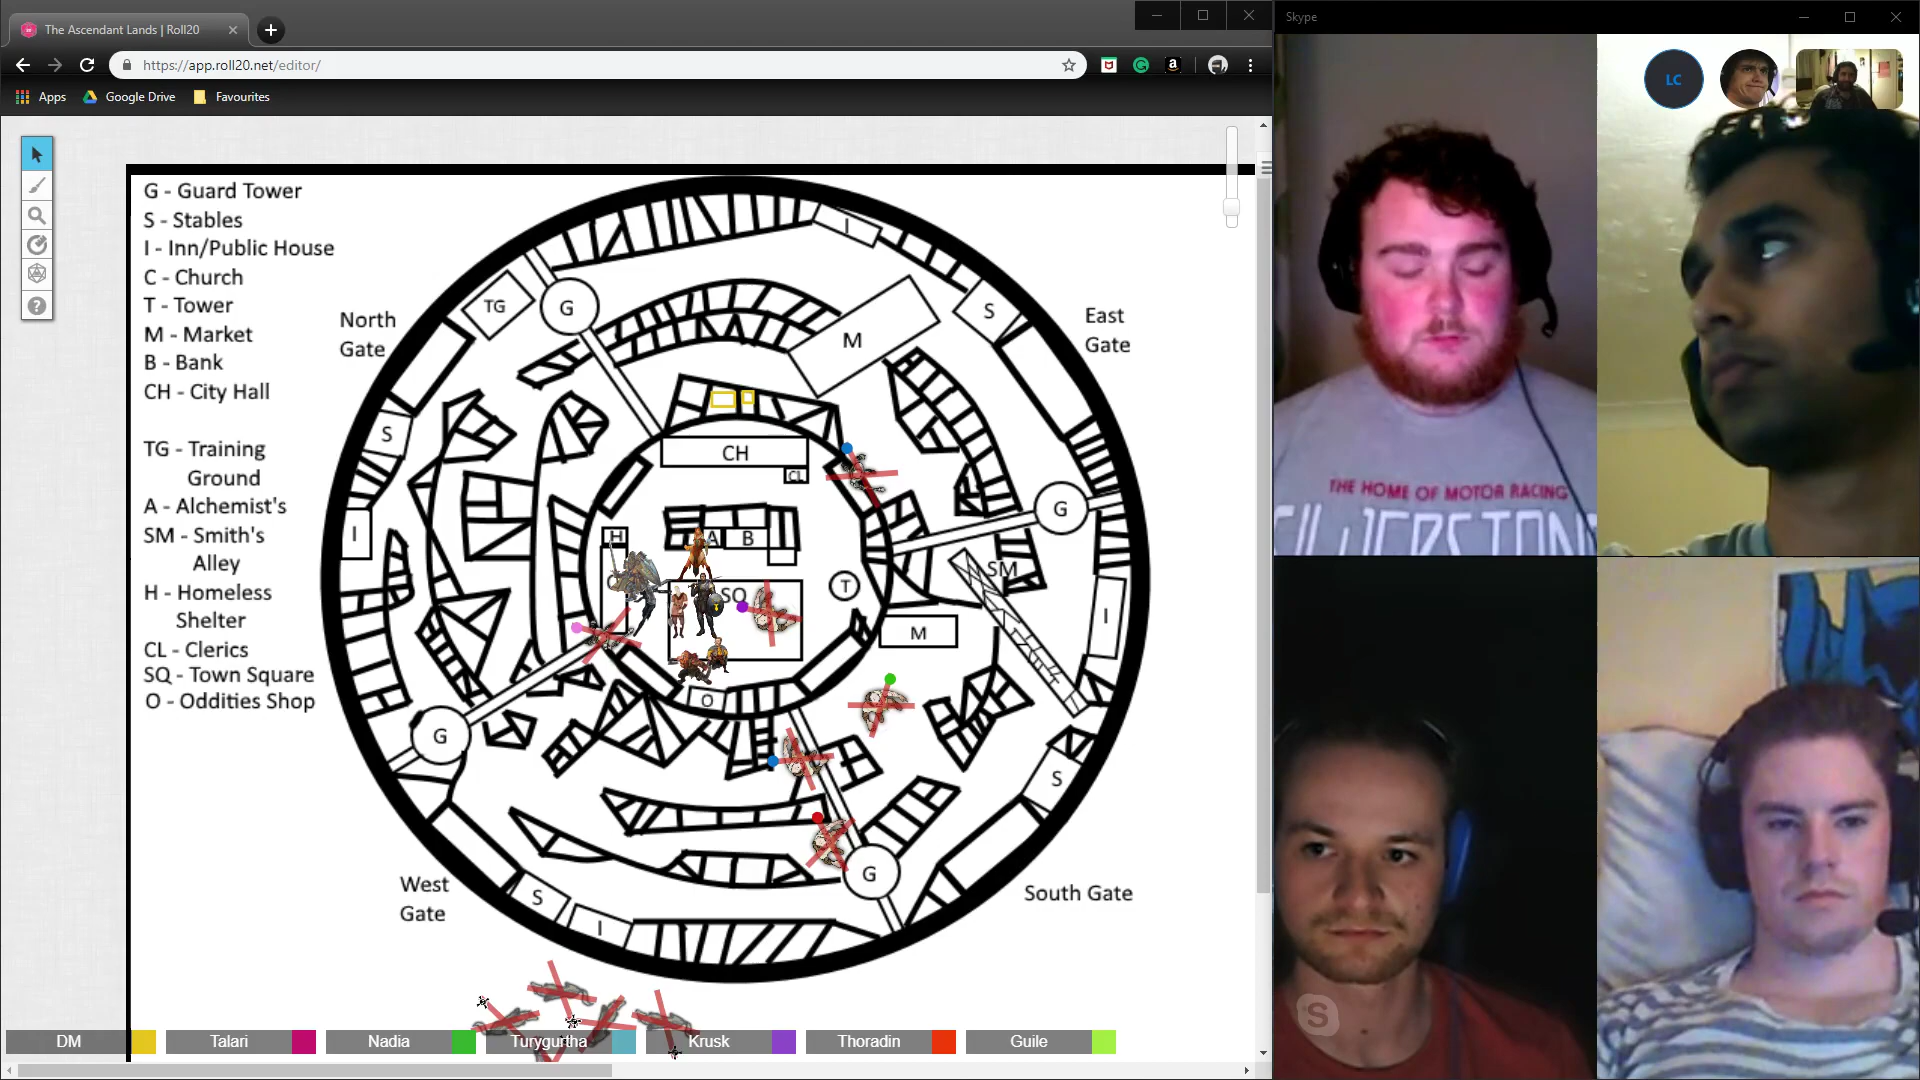 The Ascendant Lands | Roll20
https://app.roll20.net/editor/
Apps
Google Drive
Favourites
G - Guard Tower
S - Stables
I - Inn/Public House
C - Church
T - Tower
M - Market
B - Bank
CH - City Hall
TG - Training
Ground
A - Alchemist's
SM - Smith's
Alley
H - Homeless
Shelter
CL - Clerics
SQ - Town Square
O - Oddities Shop
North
Gate
East
Gate
West
Gate
South Gate
I
TG
G
S
M
S
CH
CL
G
I
H
A
B
SM
T
SQ
I
M
O
G
S
G
S
I
DM
Talari
Nadia
Turygurtha
Krusk
Thoradin
Guile
Skype
LC
THE HOME OF MOTOR RACING
SILVERSTONE
S